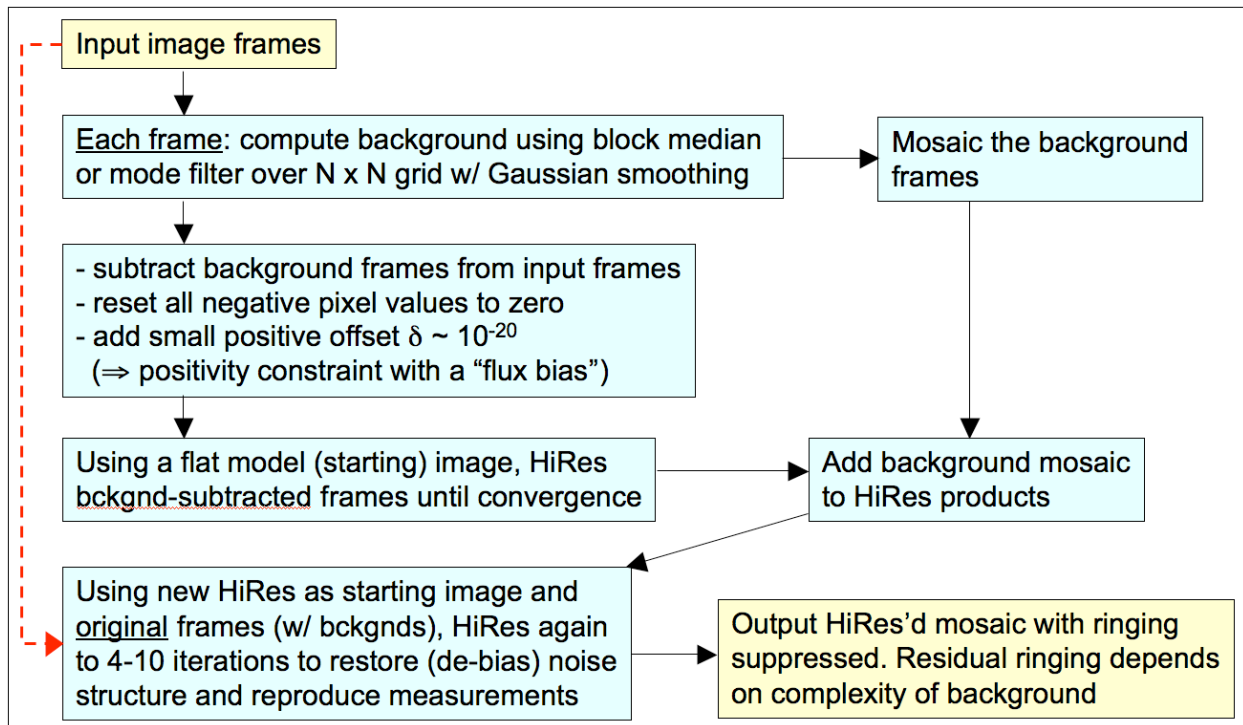 Input image frames
Each frame: compute background using block median
or mode filter over N x N grid w/ Gaussian smoothing
Mosaic the background
frames
- subtract background frames from input frames
- reset all negative pixel values to zero
- add small positive offset δ ~ 10⁻²⁰
(⇒ positivity constraint with a “flux bias”)
Using a flat model (starting) image, HiRes
bckgnd-subtracted frames until convergence
Add background mosaic
to HiRes products
Using new HiRes as starting image and
original frames (w/ bckgnds), HiRes again
to 4-10 iterations to restore (de-bias) noise
structure and reproduce measurements
Output HiRes’d mosaic with ringing
suppressed. Residual ringing depends
on complexity of background